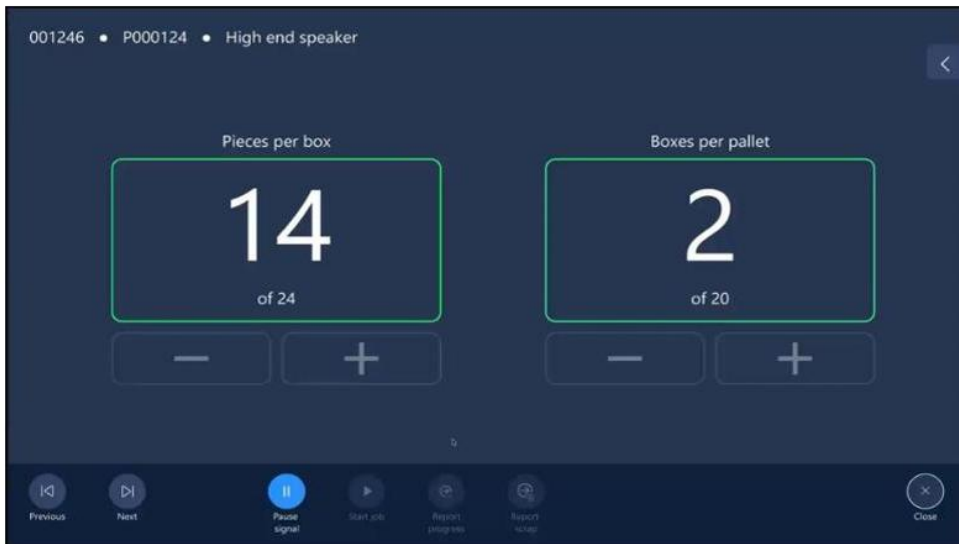 001246 • P000124 • High end speaker
Pieces per box
14
of 24
Boxes per pallet
2
of 20
Previous
Next
Pause
signal
Start job
Report
progress
Report
scrap
Close